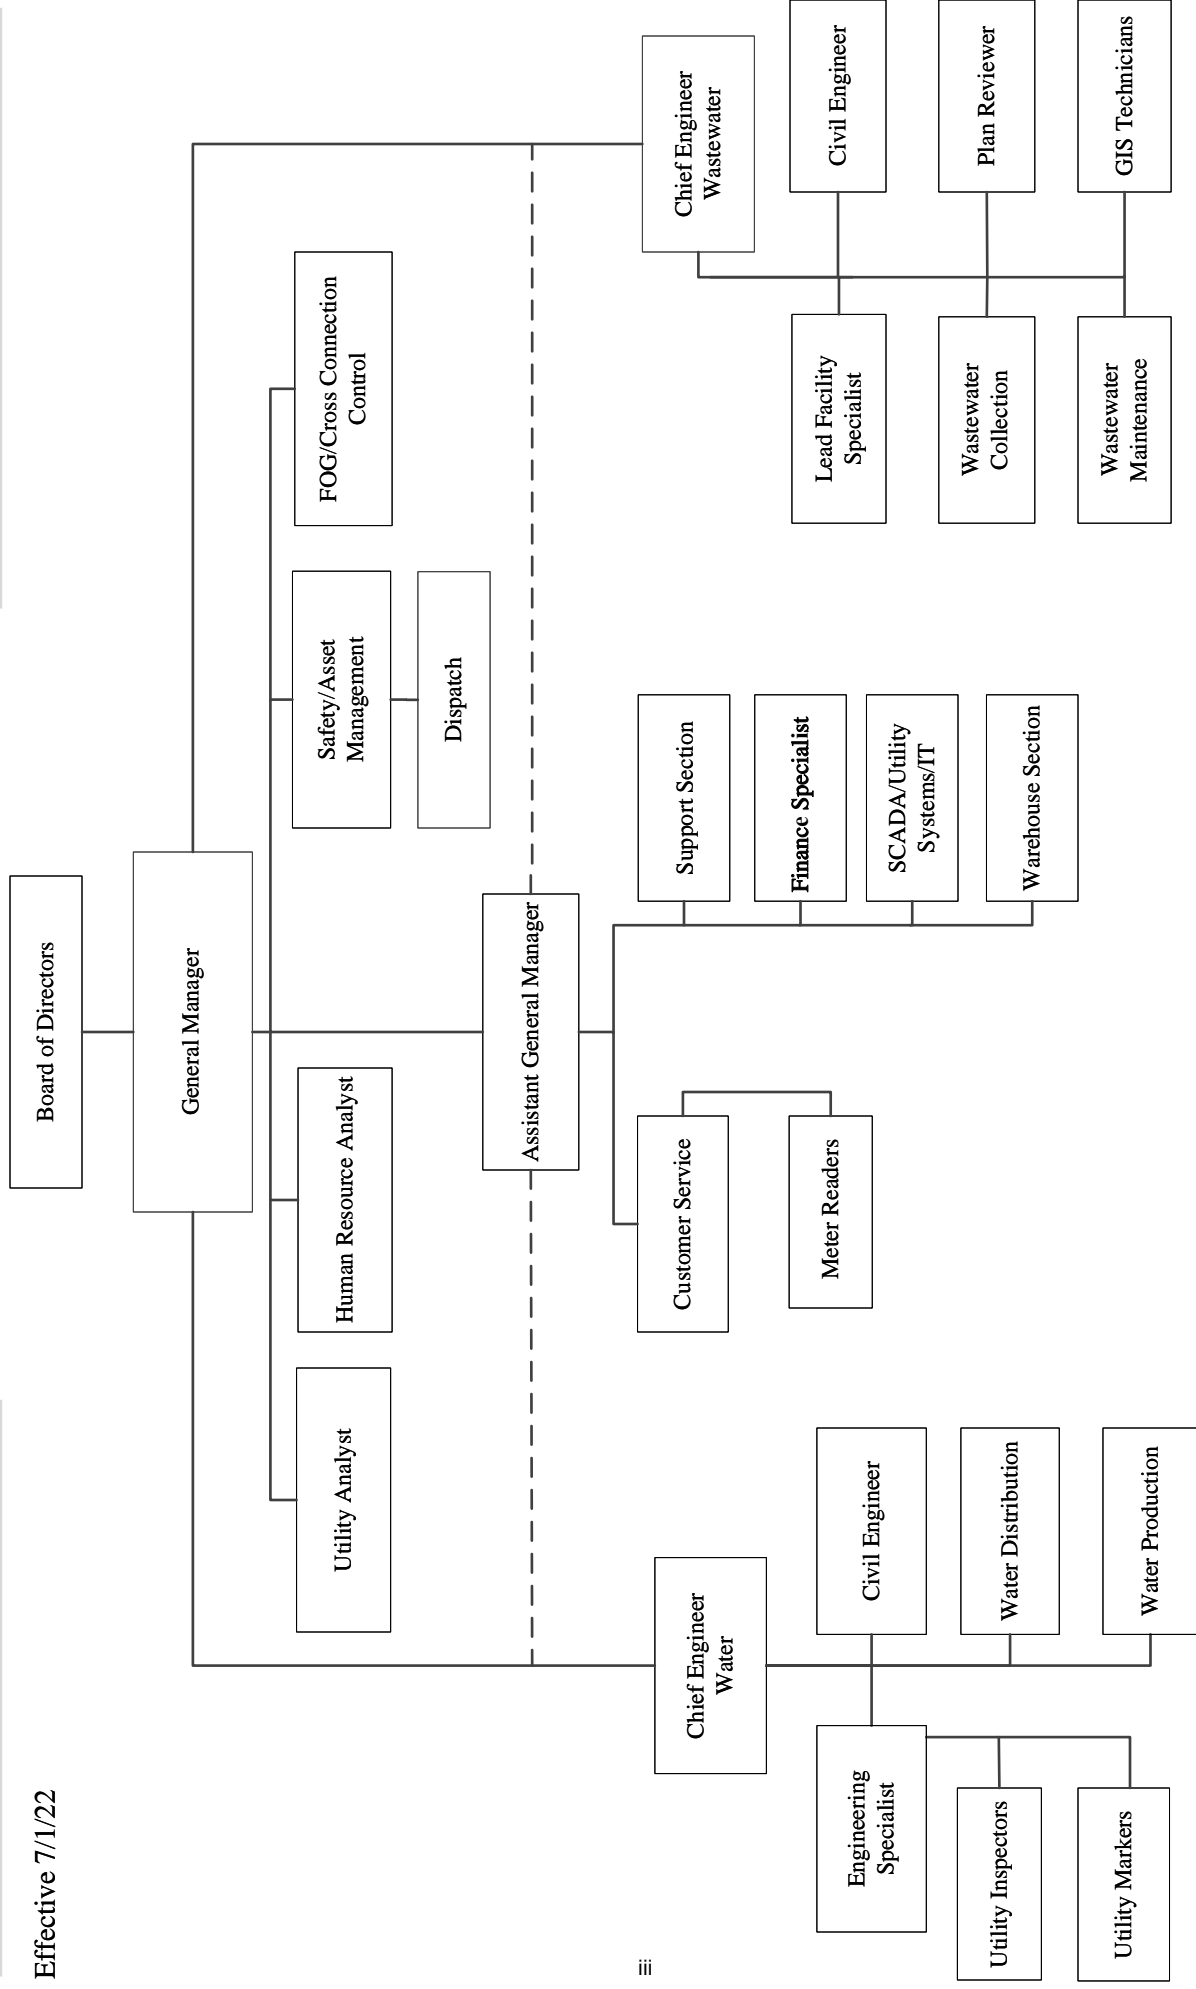 Effective 7/1/22
Board of Directors
General Manager
Utility Analyst
Human Resource Analyst
Safety/Asset
Management
FOG/Cross Connection
Control
Dispatch
Assistant General Manager
Chief Engineer
Water
Customer Service
Support Section
Chief Engineer
Wastewater
Meter Readers
Finance Specialist
SCADA/Utility
Systems/IT
Warehouse Section
Engineering
Specialist
Civil Engineer
Utility Inspectors
Water Distribution
Utility Markers
Water Production
Lead Facility
Specialist
Civil Engineer
Wastewater
Collection
Plan Reviewer
Wastewater
Maintenance
GIS Technicians
iii